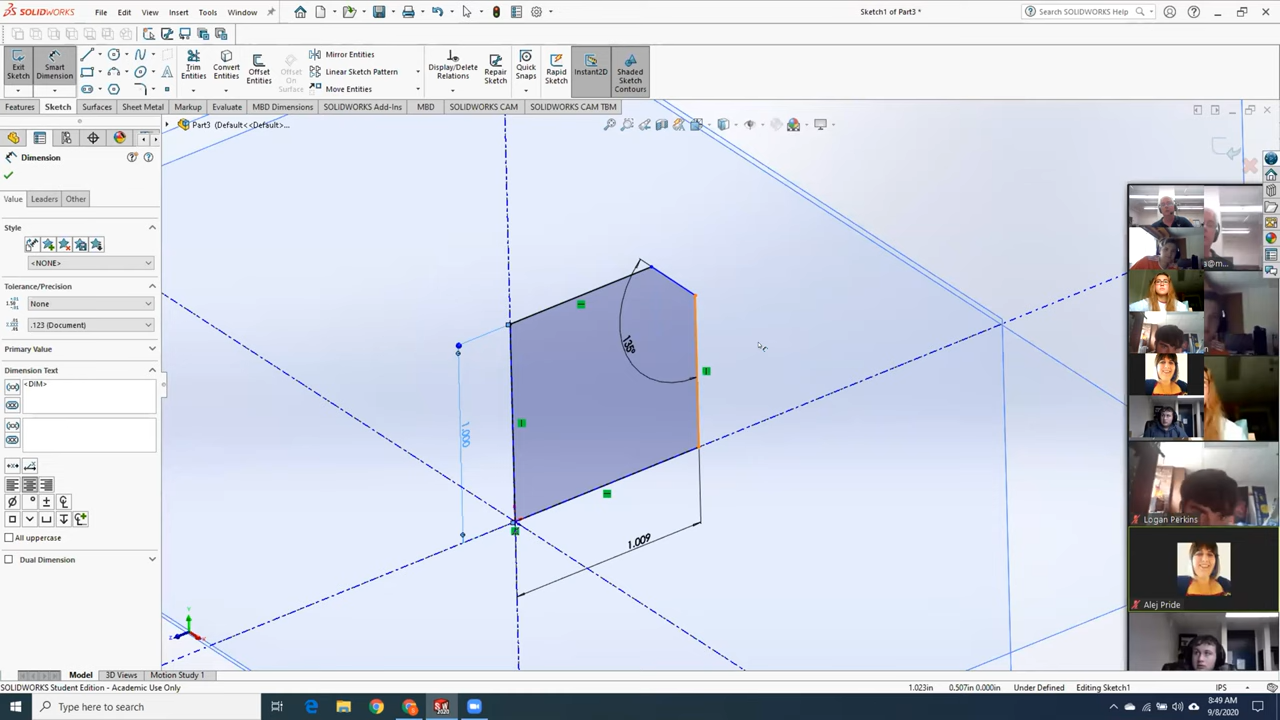 SOLIDWORKS
File
Edit
View
Insert
Tools
Window
Sketch1 of Part3 *
Search SOLIDWORKS Help
Exit Sketch
Smart Dimension
Trim Entities
Convert Entities
Offset Entities
Offset On Surface
Mirror Entities
Linear Sketch Pattern
Move Entities
Display/Delete Relations
Repair Sketch
Quick Snaps
Rapid Sketch
Instant2D
Shaded Sketch Contours
Features
Sketch
Surfaces
Sheet Metal
Markup
Evaluate
MBD Dimensions
SOLIDWORKS Add-Ins
MBD
SOLIDWORKS CAM
SOLIDWORKS CAM TBM
Part3 (Default<<Default>...
Dimension
Value
Leaders
Other
Style
<NONE>
Tolerance/Precision
None
.123 (Document)
Primary Value
Dimension Text
<DIM>
All uppercase
Dual Dimension
135°
1.009
Logan Perkins
Alej Pride
Model
3D Views
Motion Study 1
SOLIDWORKS Student Edition - Academic Use Only
1.023in
0.507in 0.000in
Under Defined
Editing Sketch1
IPS
Type here to search
8:49 AM
9/8/2020